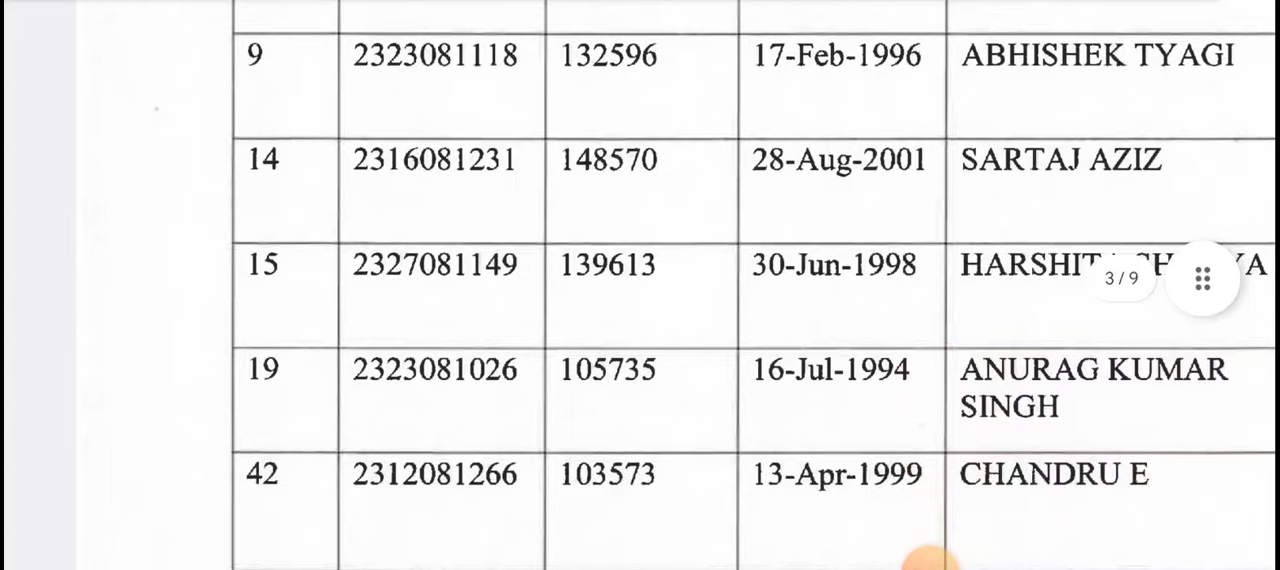 9 2323081118 132596 17-Feb-1996 ABHISHEK TYAGI
14 2316081231 148570 28-Aug-2001 SARTAJ AZIZ
15 2327081149 139613 30-Jun-1998
3 / 9
19 2323081026 105735 16-Jul-1994 ANURAG KUMAR
SINGH
42 2312081266 103573 13-Apr-1999 CHANDRU E